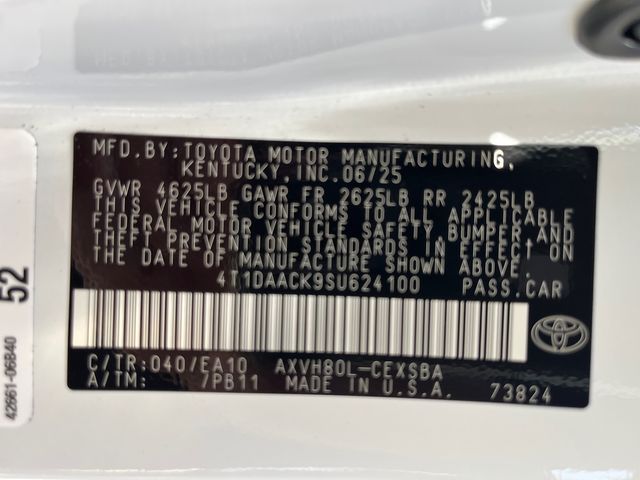 MFD.BY:TOYOTA MOTOR MANUFACTURING,
KENTUCKY,INC.06/25
GVWR 4625LB GAWR FR 2625LB RR 2425LB
THIS VEHICLE CONFORMS TO ALL APPLICABLE
FEDERAL MOTOR VEHICLE SAFETY BUMPER AND
THEFT PREVENTION STANDARDS IN EFFECT ON
THE DATE OF MANUFACTURE SHOWN ABOVE.
4T1DAACK9SU624100 PASS.CAR
C/TR:040/EA10 AXVH80L-CEXSBA
A/TM: /PB11 MADE IN U.S.A. 73824
52
42661-06B40